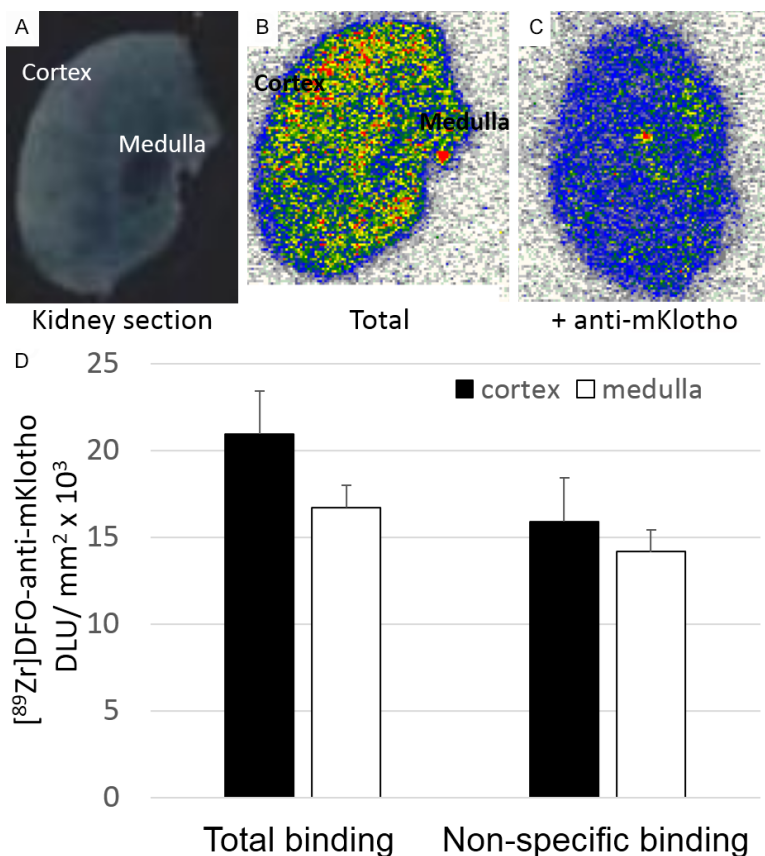 A
Cortex
Medulla
Kidney section
B
Cortex
Medulla
Total
C
+ anti-mKlotho
D
[⁸⁹Zr]DFO-anti-mKlotho
DLU/ mm² x 10³
25
20
15
10
5
0
cortex
medulla
Total binding
Non-specific binding